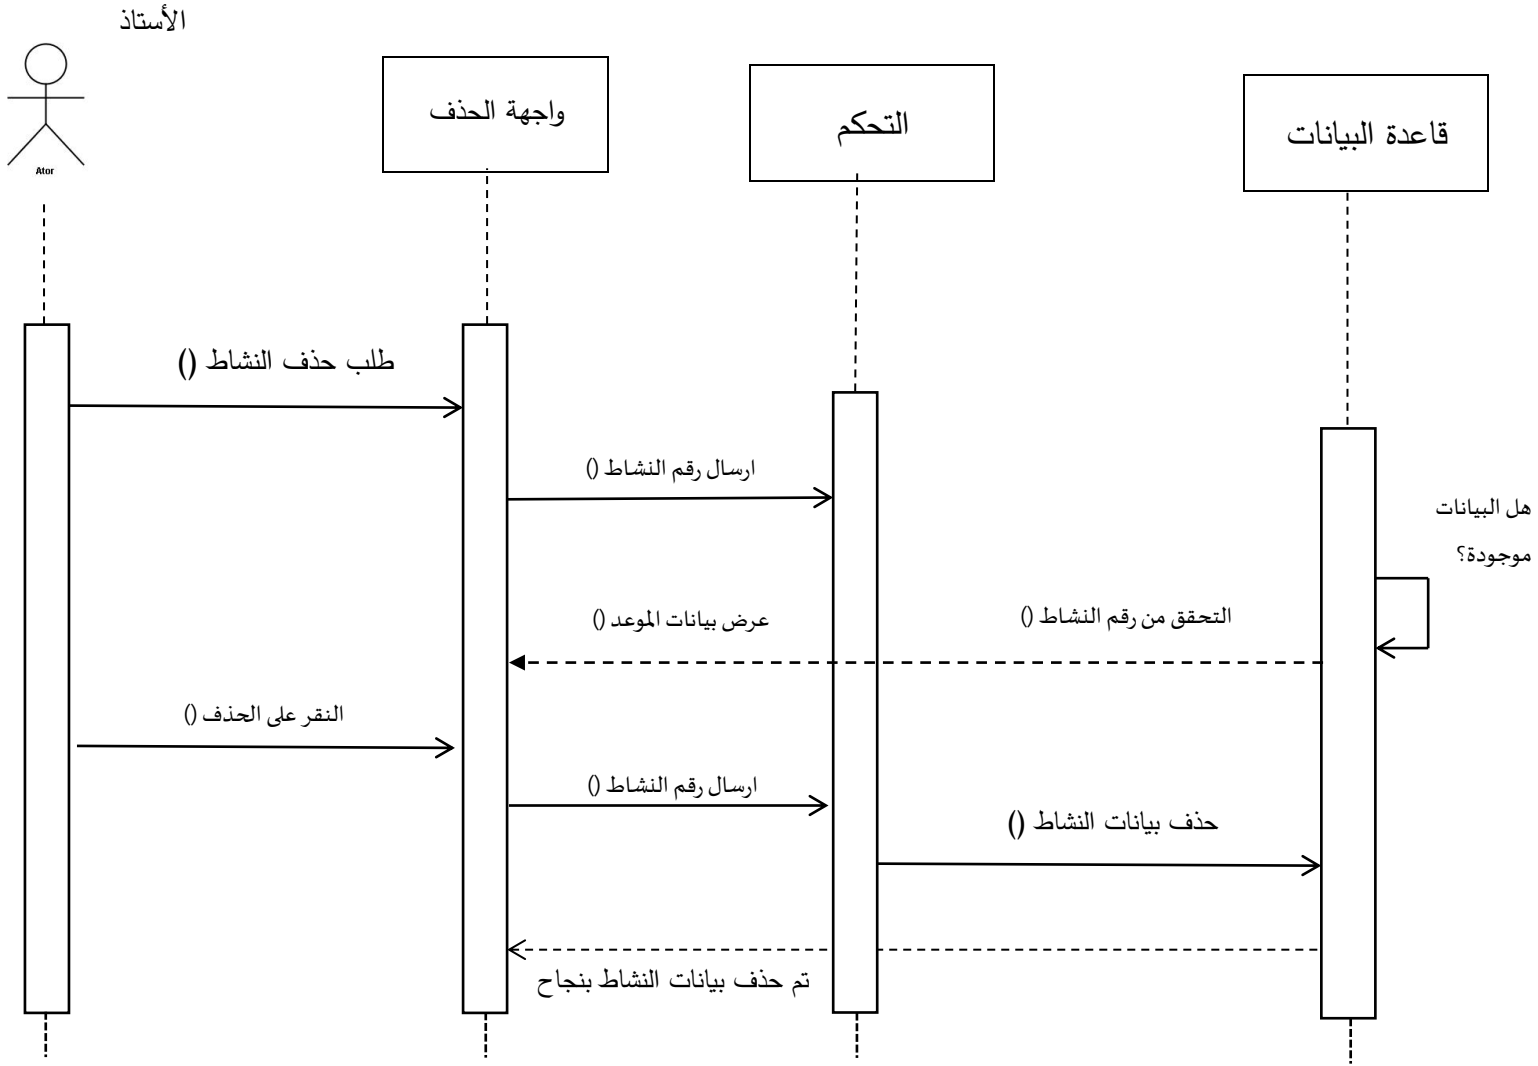 الأستاذ
Ator
واجهة الحذف
التحكم
قاعدة البيانات
طلب حذف النشاط ()
ارسال رقم النشاط ()
هل البيانات
موجودة؟
التحقق من رقم النشاط ()
عرض بيانات الموعد ()
النقر على الحذف ()
ارسال رقم النشاط ()
حذف بيانات النشاط ()
تم حذف بيانات النشاط بنجاح